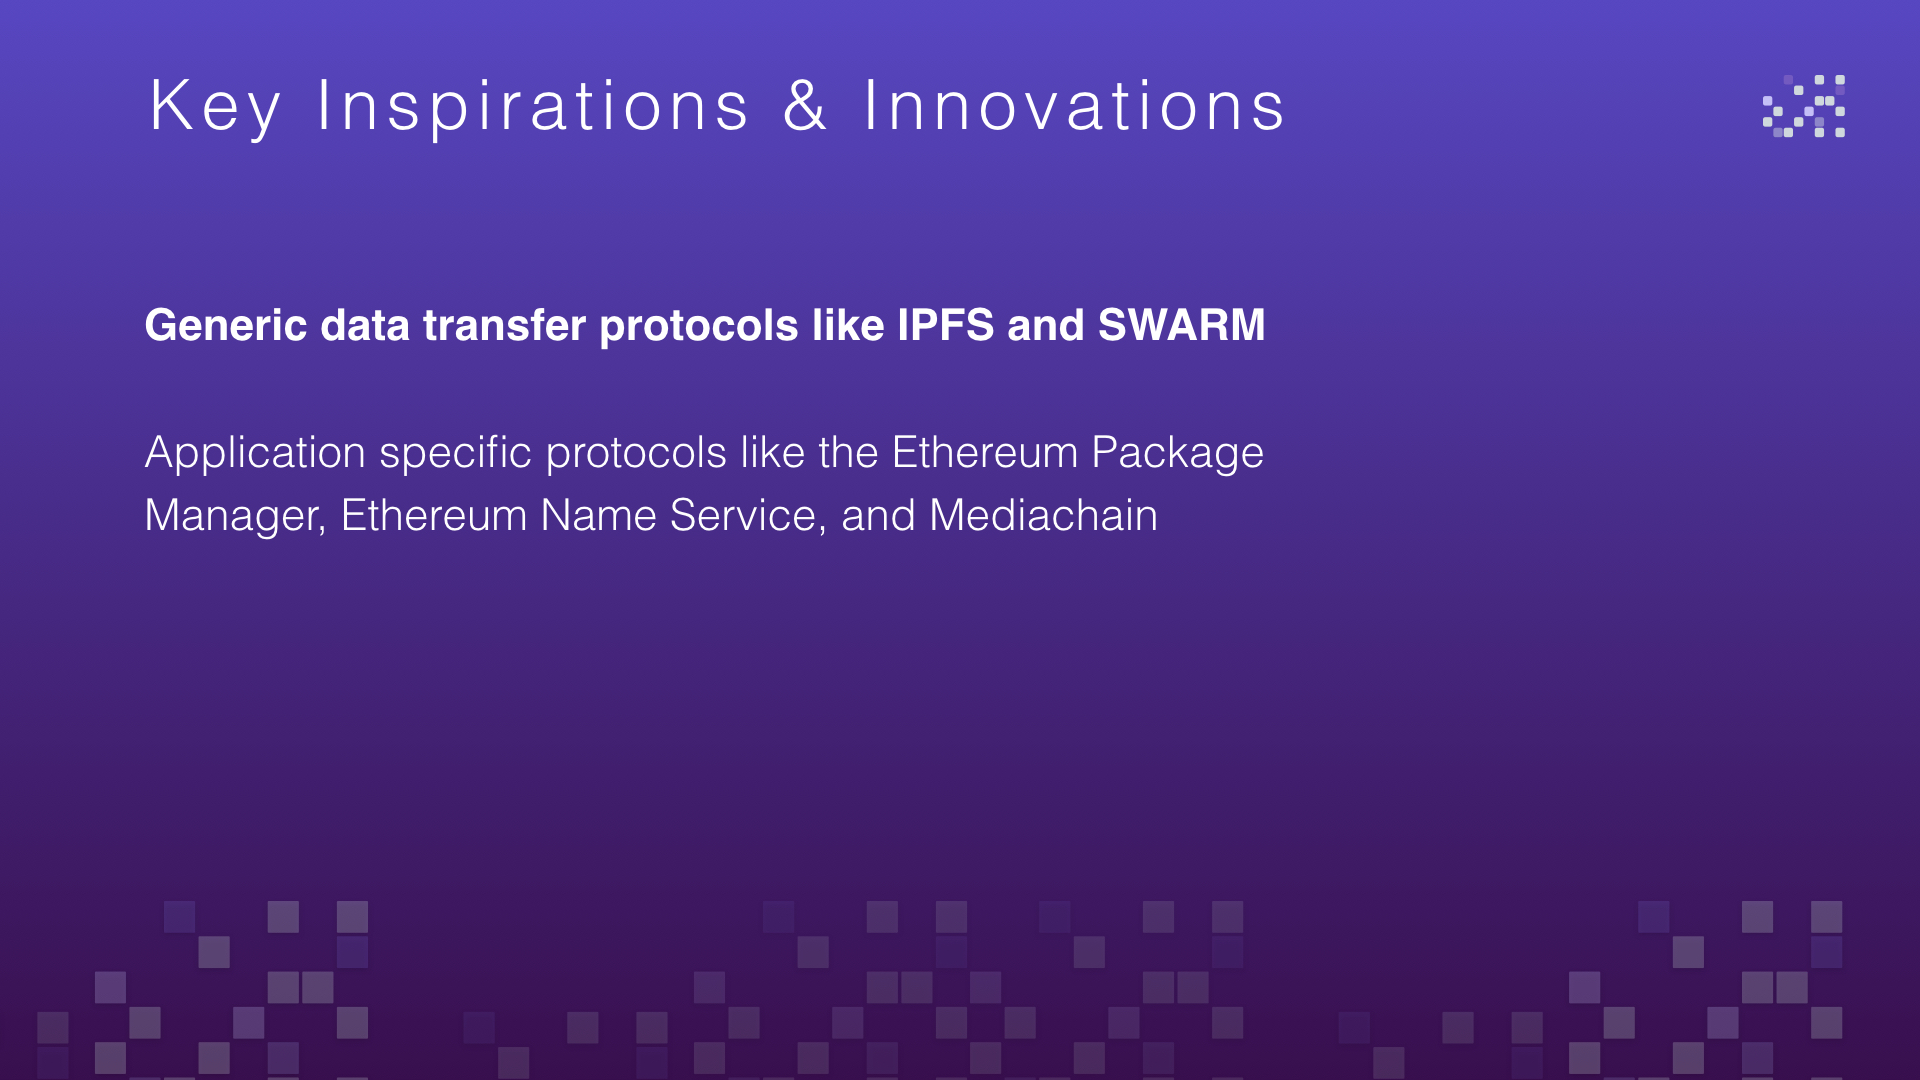 Key Inspirations & Innovations
Generic data transfer protocols like IPFS and SWARM
Application specific protocols like the Ethereum Package
Manager, Ethereum Name Service, and Mediachain